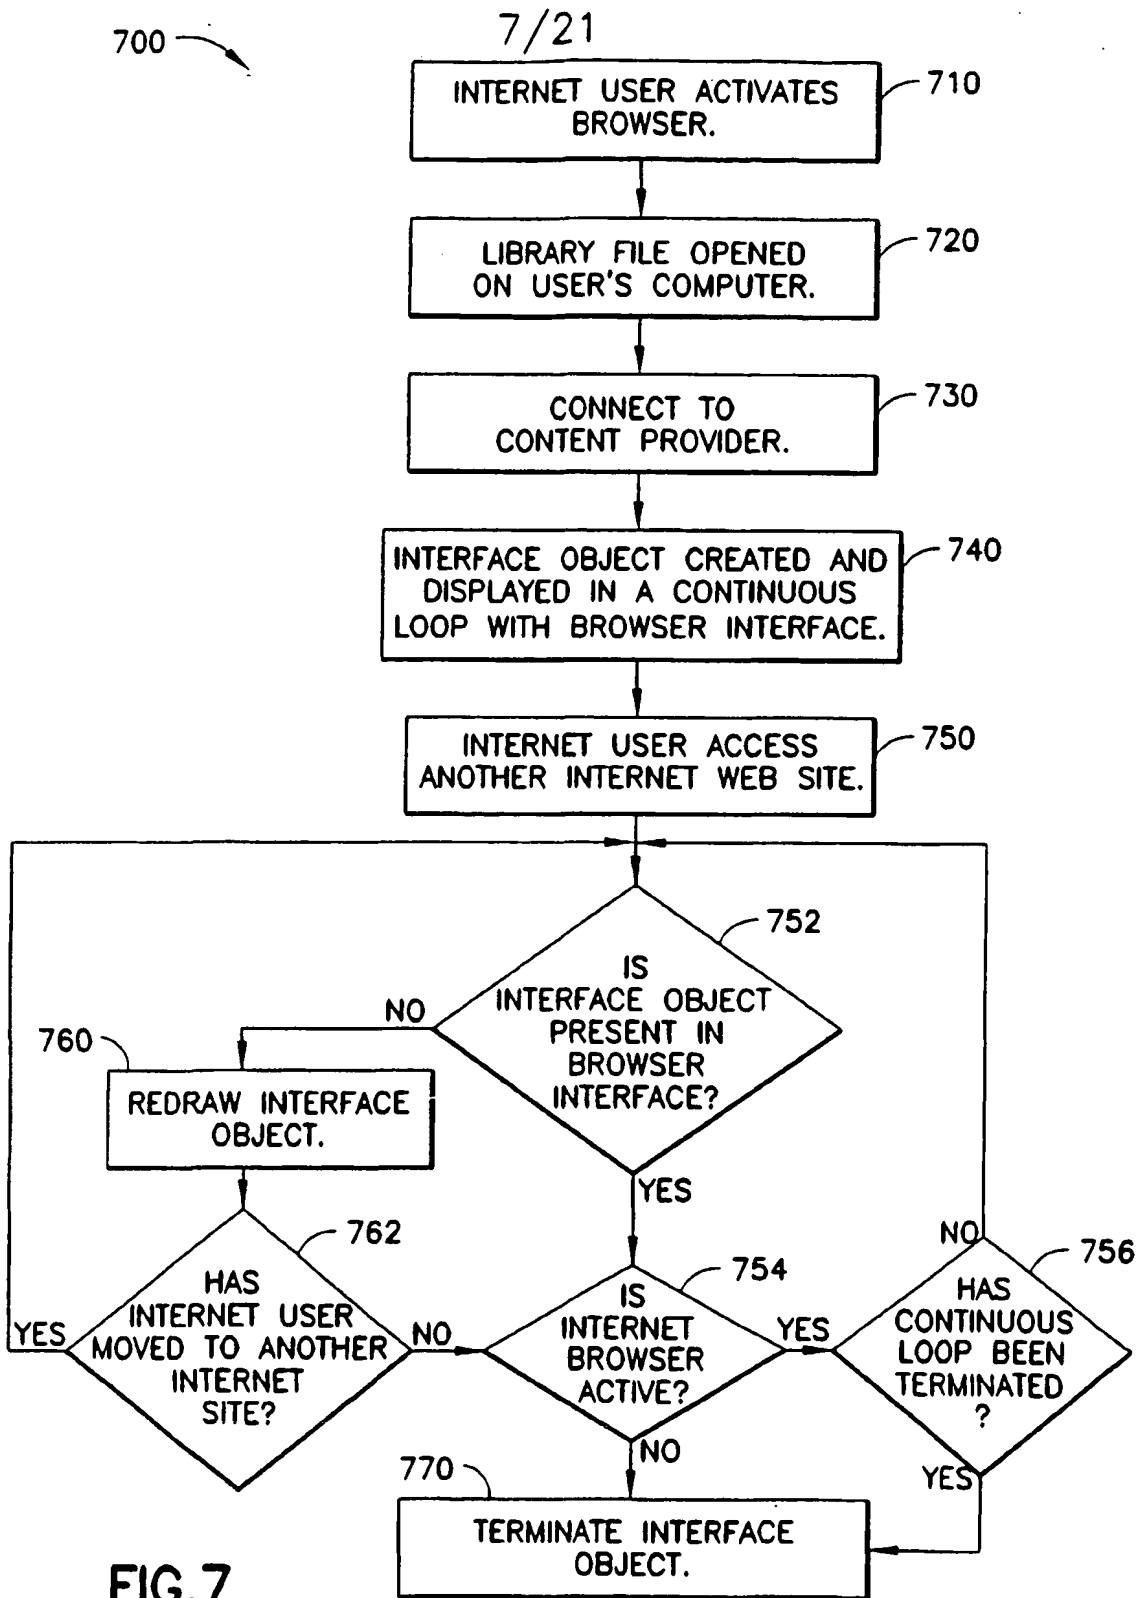 7/21
700
INTERNET USER ACTIVATES
BROWSER.
710
LIBRARY FILE OPENED
ON USER'S COMPUTER.
720
CONNECT TO
CONTENT PROVIDER.
730
INTERFACE OBJECT CREATED AND
DISPLAYED IN A CONTINUOUS
LOOP WITH BROWSER INTERFACE.
740
INTERNET USER ACCESS
ANOTHER INTERNET WEB SITE.
750
IS
INTERFACE OBJECT
PRESENT IN
BROWSER
INTERFACE?
752
NO
YES
760
REDRAW INTERFACE
OBJECT.
HAS
INTERNET USER
MOVED TO ANOTHER
INTERNET
SITE?
762
YES
NO
IS
INTERNET
BROWSER
ACTIVE?
754
YES
NO
HAS
CONTINUOUS
LOOP BEEN
TERMINATED
?
756
NO
YES
770
TERMINATE INTERFACE
OBJECT.
FIG.7